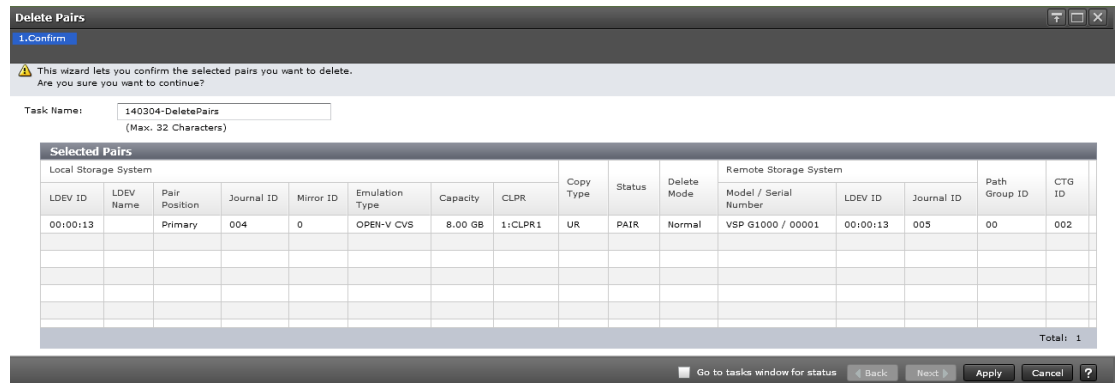 Delete Pairs
1.Confirm
This wizard lets you confirm the selected pairs you want to delete.
Are you sure you want to continue?
Task Name: 140304-DeletePairs
(Max. 32 Characters)
Selected Pairs
Local Storage System Copy Type Status Delete Mode Remote Storage System Path Group ID CTG ID
LDEV ID LDEV Name Pair Position Journal ID Mirror ID Emulation Type Capacity CLPR Model / Serial Number LDEV ID Journal ID
00:00:13 Primary 004 0 OPEN-V CVS 8.00 GB 1:CLPR1 UR PAIR Normal VSP G1000 / 00001 00:00:13 005 00 002
Total: 1
Go to tasks window for status Back Next Apply Cancel ?